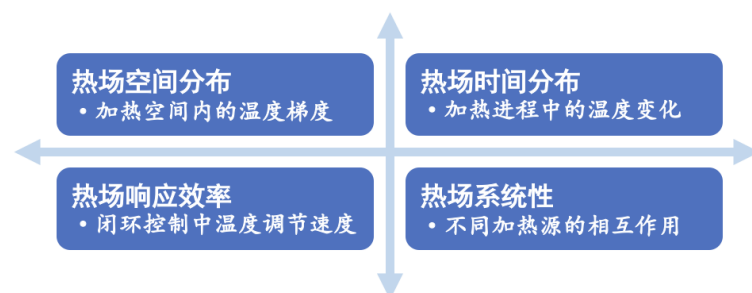 热场空间分布
• 加热空间内的温度梯度
热场时间分布
• 加热进程中的温度变化
热场响应效率
• 闭环控制中温度调节速度
热场系统性
• 不同加热源的相互作用